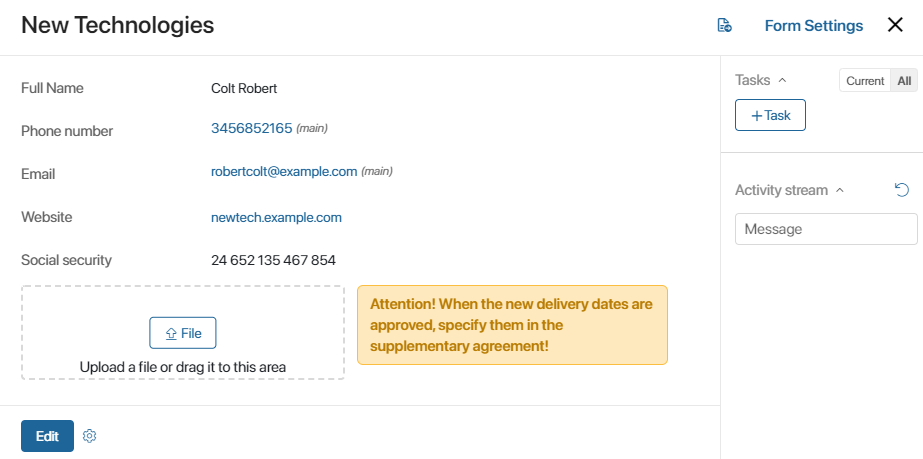 New Technologies
Form Settings
Full Name Colt Robert
Phone number 3456852165 (main)
Email robertcolt@example.com (main)
Website newtech.example.com
Social security 24 652 135 467 854
File
Upload a file or drag it to this area
Attention! When the new delivery dates are
approved, specify them in the
supplementary agreement!
Edit
Tasks
Current All
+Task
Activity stream
Message